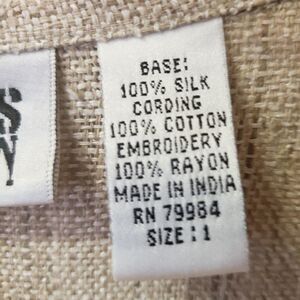 BASE:
100% SILK
CORDING
100% COTTON
EMBROIDERY
100% RAYON
MADE IN INDIA
RN 79984
SIZE : 1